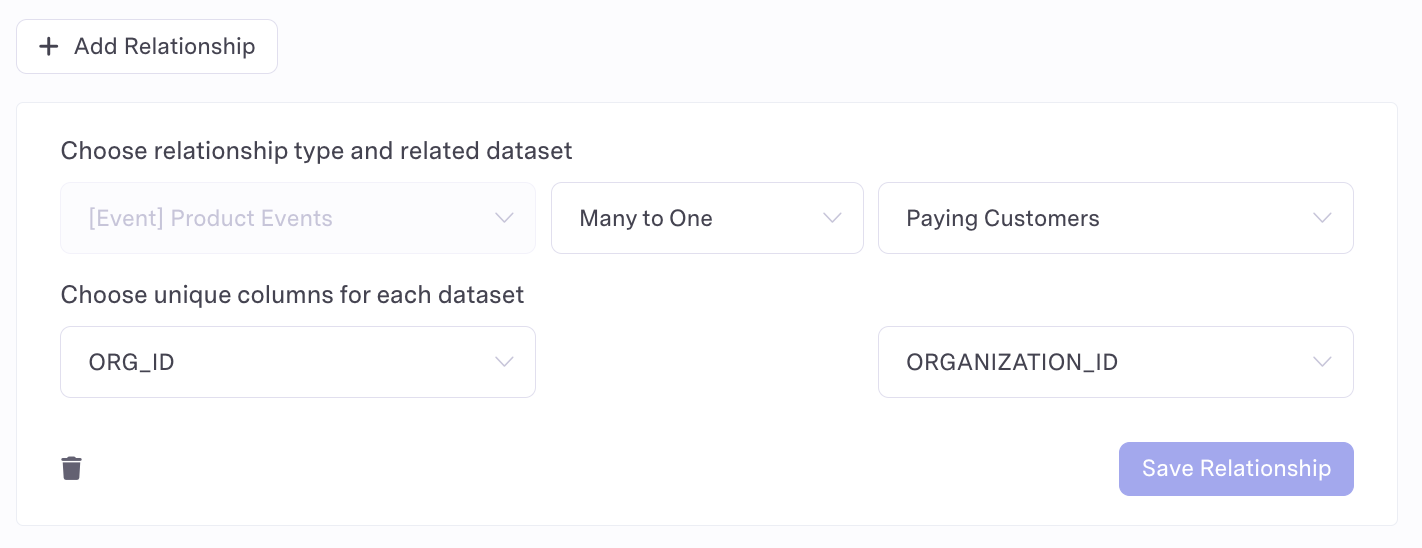 Add Relationship
Choose relationship type and related dataset
[Event] Product Events Many to One Paying Customers
Choose unique columns for each dataset
ORG_ID ORGANIZATION_ID
Save Relationship